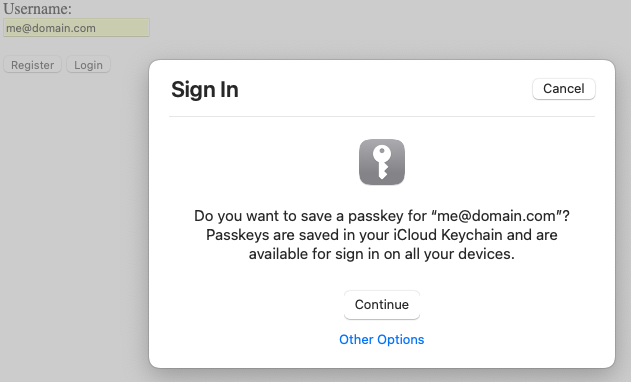 Username:
me@domain.com
Register Login
Sign In
Cancel
Do you want to save a passkey for “me@domain.com”?
Passkeys are saved in your iCloud Keychain and are
available for sign in on all your devices.
Continue
Other Options